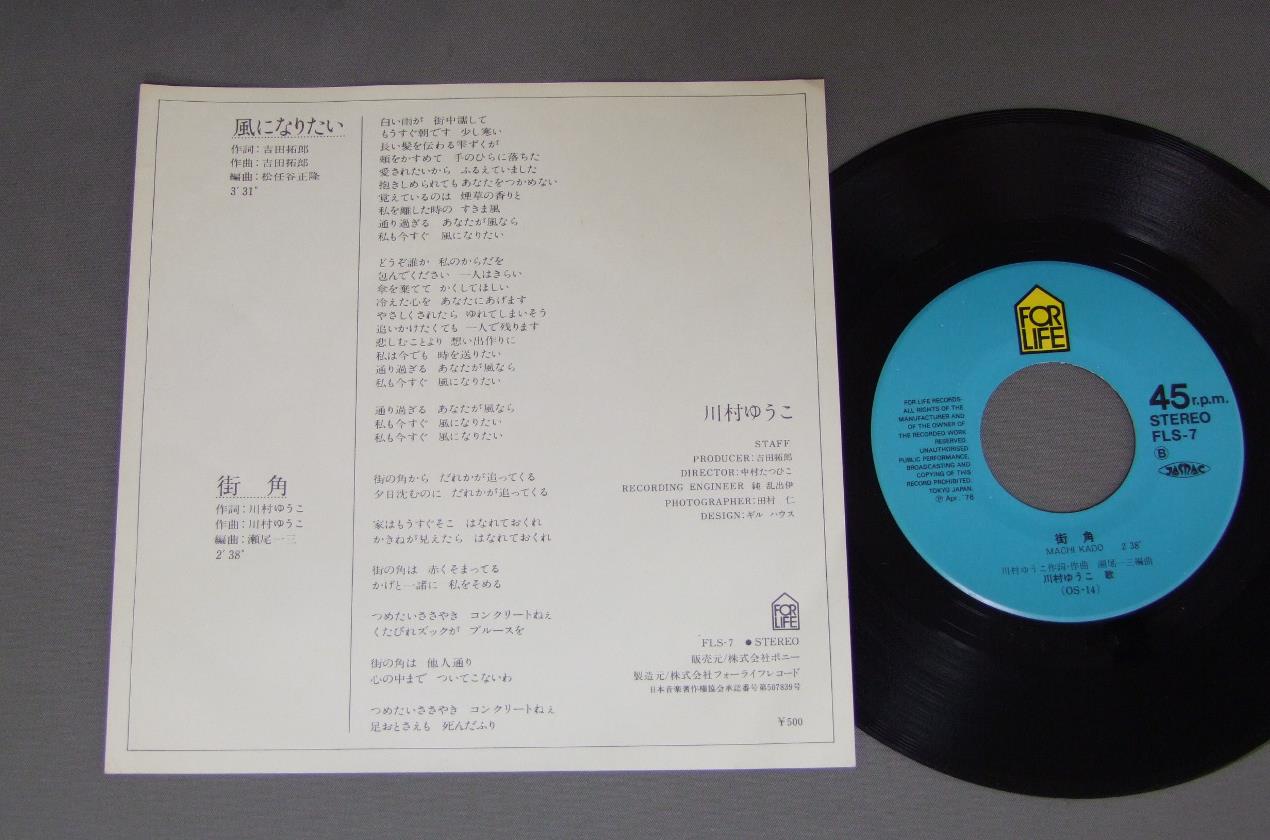 風になりたい
作詞：吉田拓郎
作曲：吉田拓郎
編曲：松任谷正隆
3′31″
白い雨が　街中濡して
もうすぐ朝です　少し寒い
長い髪を伝わる雫ずくが
頬をかすめて　手のひらに落ちた
愛されたいから　ふるえていました
抱きしめられてもあなたをつかめない
覚えているのは　煙草の香りと
私を離した時の　すきま風
通り過ぎる　あなたが風なら
私も今すぐ　風になりたい
どうぞ誰か　私のからだを
包んでください　一人はきらい
傘を棄てて　かくしてほしい
冷えた心を　あなたにあげます
やさしくされたら　ゆれてしまいそう
追いかけたくても　一人で残ります
悲しむことより　想い出作りに
私は今でも　時を送りたい
通り過ぎる　あなたが風なら
私も今すぐ　風になりたい
通り過ぎる　あなたが風なら
私も今すぐ　風になりたい
私も今すぐ　風になりたい
街　角
作詞：川村ゆうこ
作曲：川村ゆうこ
編曲：瀬尾一三
2′38″
街の角から　だれかが追ってくる
夕日沈むのに　だれかが追ってくる
家はもうすぐそこ　はなれておくれ
かきねが見えたら　はなれておくれ
街の角は　赤くそまってる
かげと一諸に　私をそめる
つめたいささやき　コンクリートねぇ
くたびれズックが　ブルースを
街の角は　他人通り
心の中まで　ついてこないわ
つめたいささやき　コンクリートねぇ
足おとさえも　死んだふり
川村ゆうこ
STAFF
PRODUCER：吉田拓郎
DIRECTOR：中村たつひこ
RECORDING ENGINEER 純 乱出伊
PHOTOGRAPHER：田村　仁
DESIGN：ギル ハウス
FOR
LIFE
FLS-7 ●STEREO
販売元/株式会社ポニー
製造元/株式会社フォーライフレコード
日本音楽著作権協会承認番号第507839号
￥500
FOR
LIFE
FOR LIFE RECORDS·
ALL RIGHTS OF THE
MANUFACTURER AND
OF THE OWNER OF
THE RECORDED WORK
RESERVED.
UNAUTHORISED
PUBLIC PERFORMANCE,
BROADCASTING AND
COPYING OF THIS
RECORD PROHIBITED.
TOKYO JAPAN.
Ⓟ Apr. '76
45 r.p.m.
STEREO
FLS-7
Ⓑ
JASRAC
街　角
MACHI KADO 2′38″
川村ゆうこ作詞・作曲　瀬尾一三編曲
川村ゆうこ　歌
(OS-14)